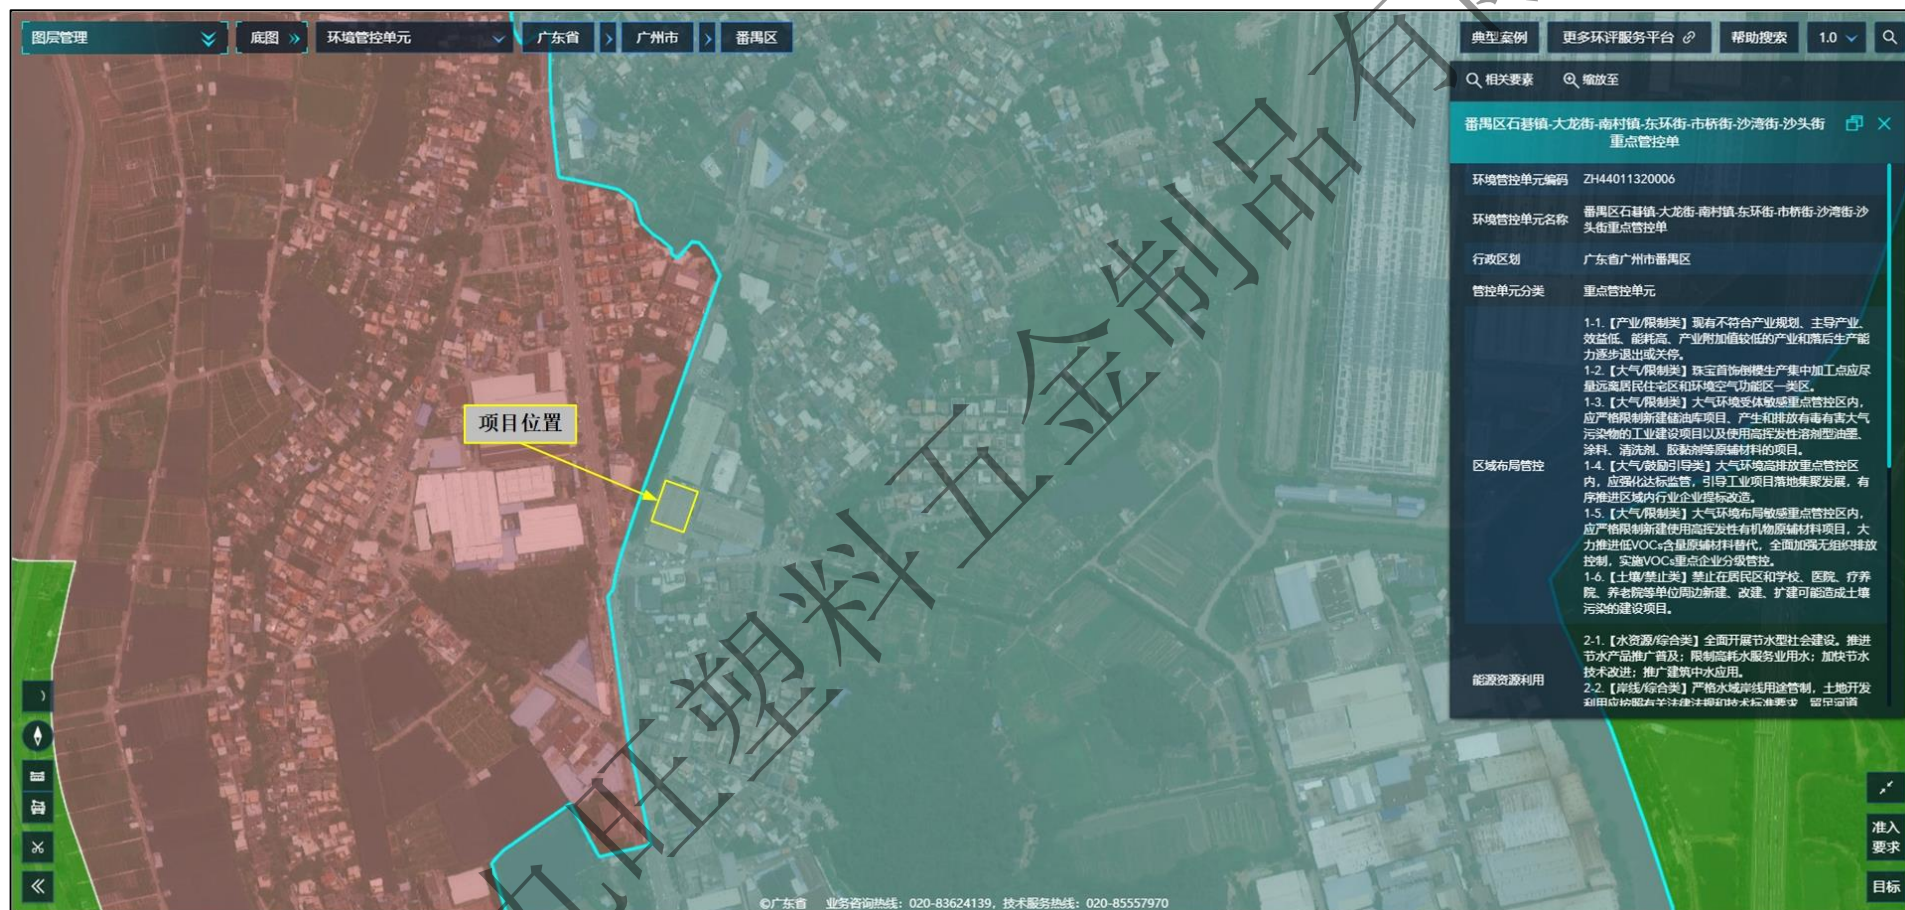 图层管理
底图
环境管控单元
广东省
广州市
番禺区
典型案例
更多环评服务平台
帮助搜索
1.0
相关要素
缩放至
番禺区石碁镇-大龙街-南村镇-东环街-市桥街-沙湾街-沙头街
重点管控单
环境管控单元编码 ZH44011320006
环境管控单元名称 番禺区石碁镇-大龙街-南村镇-东环街-市桥街-沙湾街-沙
头街重点管控单
行政区划 广东省广州市番禺区
管控单元分类 重点管控单元
区域布局管控
1-1.【产业/限制类】现有不符合产业规划、主导产业、
效益低、能耗高、产业附加值较低的产业和落后生产能
力逐步退出或关停。
1-2.【大气/限制类】珠宝首饰倒模生产集中加工点应尽
量远离居民住宅区和环境空气功能区一类区。
1-3.【大气/限制类】大气环境受体敏感重点管控区内，
应严格限制新建储油库项目、产生和排放有毒有害大气
污染物的工业建设项目以及使用高挥发性溶剂型油墨、
涂料、清洗剂、胶黏剂等原辅材料的项目。
1-4.【大气/鼓励引导类】大气环境高排放重点管控区
内，应强化达标监管，引导工业项目落地集聚发展，有
序推进区域内行业企业提标改造。
1-5.【大气/限制类】大气环境布局敏感重点管控区内，
应严格限制新建使用高挥发性有机物原辅材料项目，大
力推进低VOCs含量原辅材料替代，全面加强无组织排放
控制，实施VOCs重点企业分级管控。
1-6.【土壤/禁止类】禁止在居民区和学校、医院、疗养
院、养老院等单位周边新建、改建、扩建可能造成土壤
污染的建设项目。
能源资源利用
2-1.【水资源/综合类】全面开展节水型社会建设。推进
节水产品推广普及；限制高耗水服务业用水；加快节水
技术改进；推广建筑中水应用。
2-2.【岸线/综合类】严格水域岸线用途管制，土地开发
利用应按照有关法律法规和技术标准要求，留足河道
项目位置
准入
要求
目标
©广东省 业务咨询热线：020-83624139，技术服务热线：020-85557970
旺塑料五金制品有